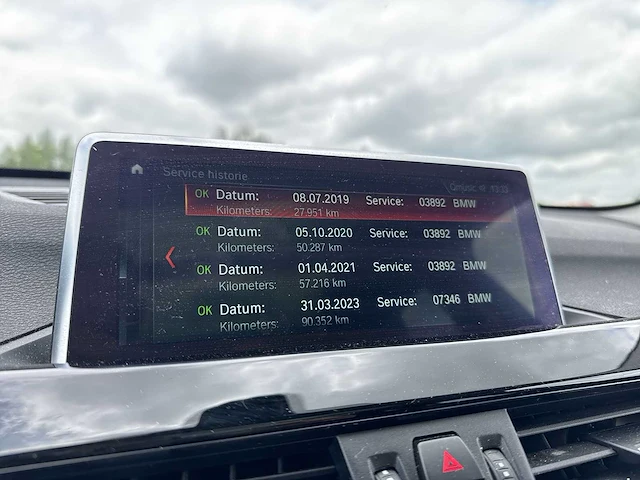 Service historie
OK Datum: 08.07.2019 Service: 03892 BMW
Kilometers: 27.951 km
OK Datum: 05.10.2020 Service: 03892 BMW
Kilometers: 50.287 km
OK Datum: 01.04.2021 Service: 03892 BMW
Kilometers: 57.216 km
OK Datum: 31.03.2023 Service: 07346 BMW
Kilometers: 90.352 km